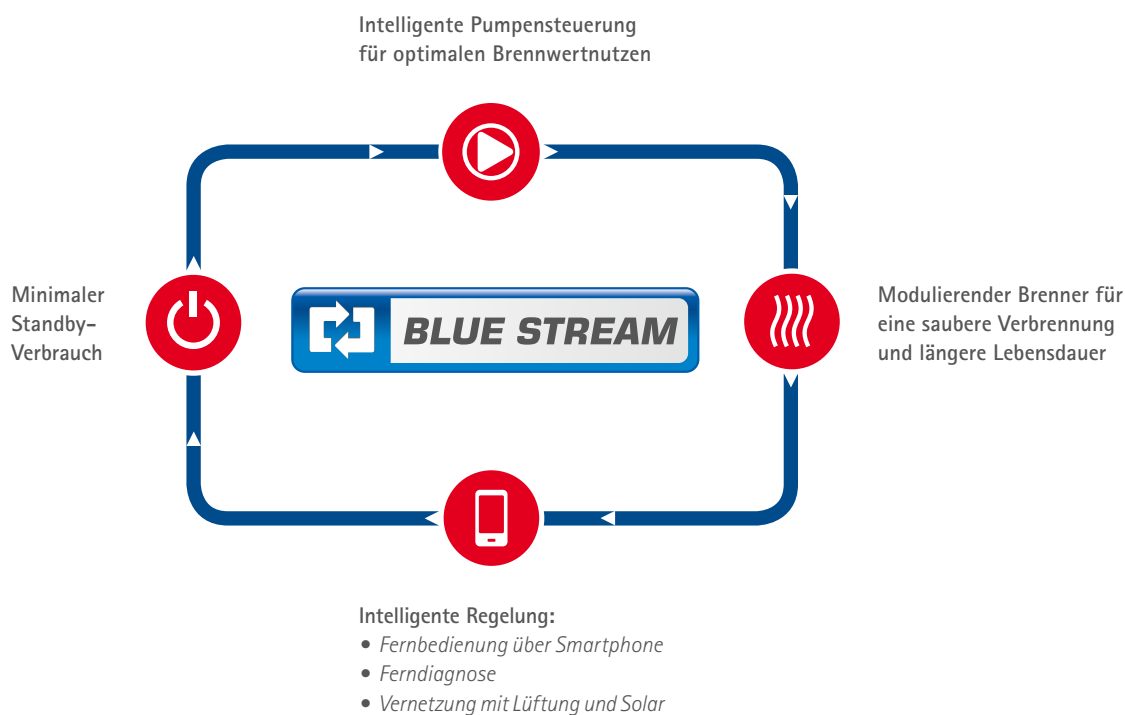 Intelligente Pumpensteuerung
für optimalen Brennwertnutzen
Minimaler
Standby-
Verbrauch
BLUE STREAM
Modulierender Brenner für
eine saubere Verbrennung
und längere Lebensdauer
Intelligente Regelung:
• Fernbedienung über Smartphone
• Ferndiagnose
• Vernetzung mit Lüftung und Solar